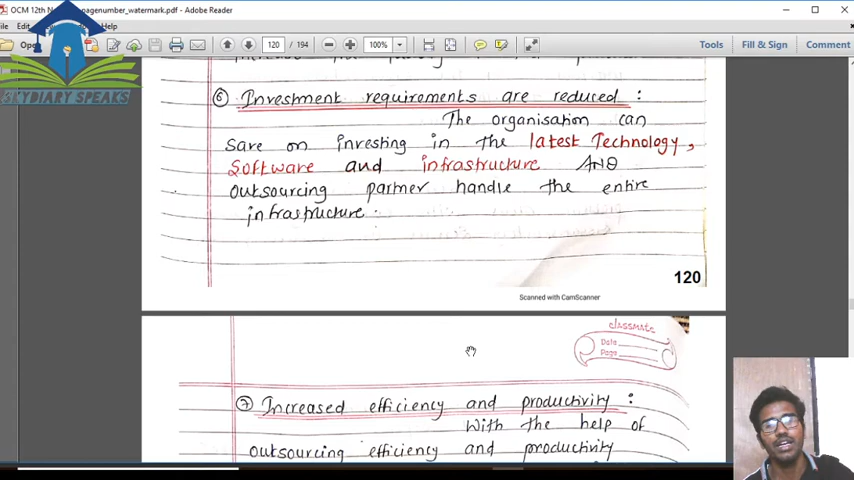 OCM 12th
pagenumber_watermark.pdf - Adobe Reader
File
Help
Open
120 / 194
100%
Tools
Fill & Sign
Comment
SKYDIARY SPEAKS
⑥ Investment requirements are reduced :
The organisation can
save on investing in the latest Technology,
Software and infrastructure AND
outsourcing partner handle the entire
infrastructure.
120
Scanned with CamScanner
classmate
Date
Page
⑦ Increased efficiency and productivity :
With the help of
outsourcing efficiency and productivity